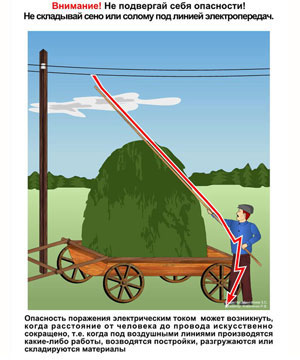 Внимание! Не подвергай себя опасности!
Не складывай сено или солому под линией электропередач.
Опасность поражения электрическим током может возникнуть,
когда расстояние от человека до провода искусственно
сокращено, т.е. когда под воздушными линиями производятся
какие-либо работы, возводятся постройки, разгружаются или
складируются материалы